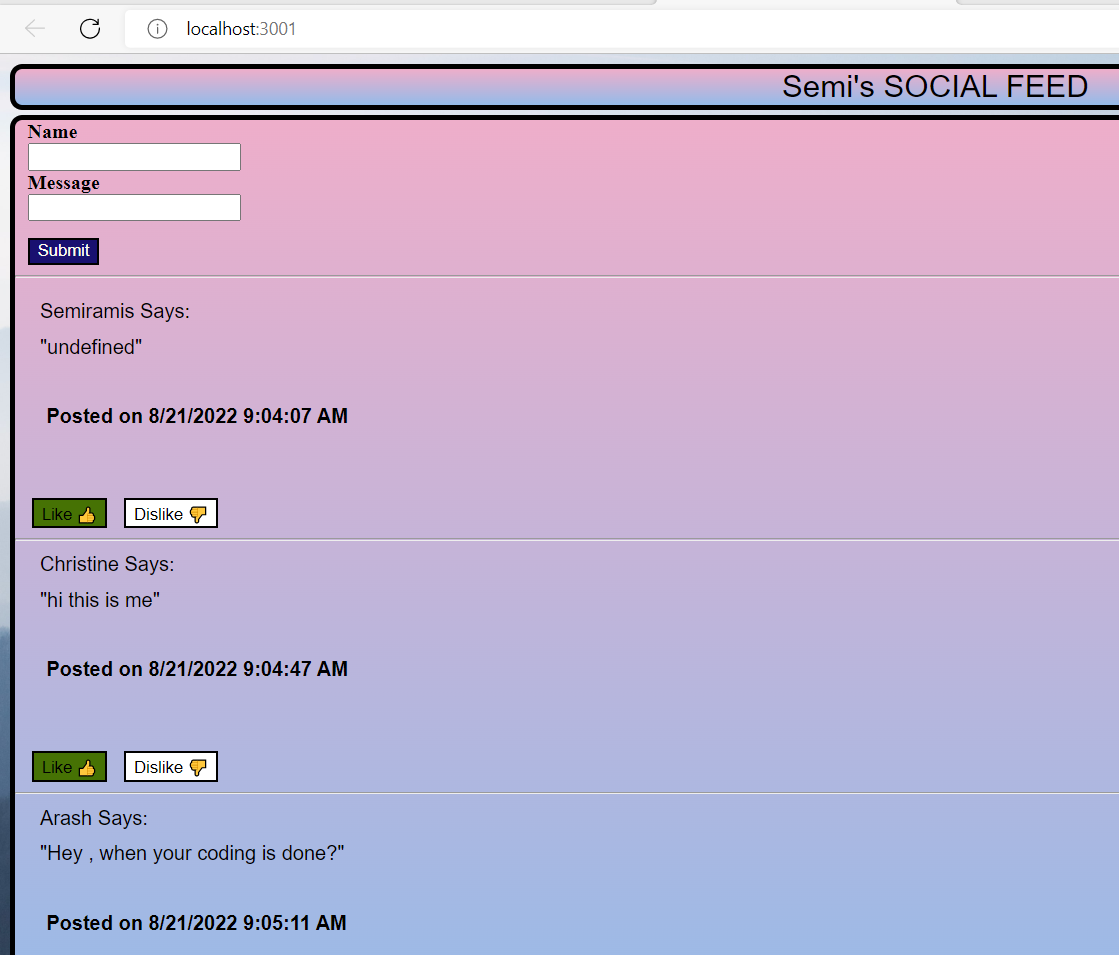 localhost:3001
Semi's SOCIAL FEED
Name
Message
Submit
Semiramis Says:
"undefined"
Posted on 8/21/2022 9:04:07 AM
Like 👍 Dislike 👎
Christine Says:
"hi this is me"
Posted on 8/21/2022 9:04:47 AM
Like 👍 Dislike 👎
Arash Says:
"Hey , when your coding is done?"
Posted on 8/21/2022 9:05:11 AM